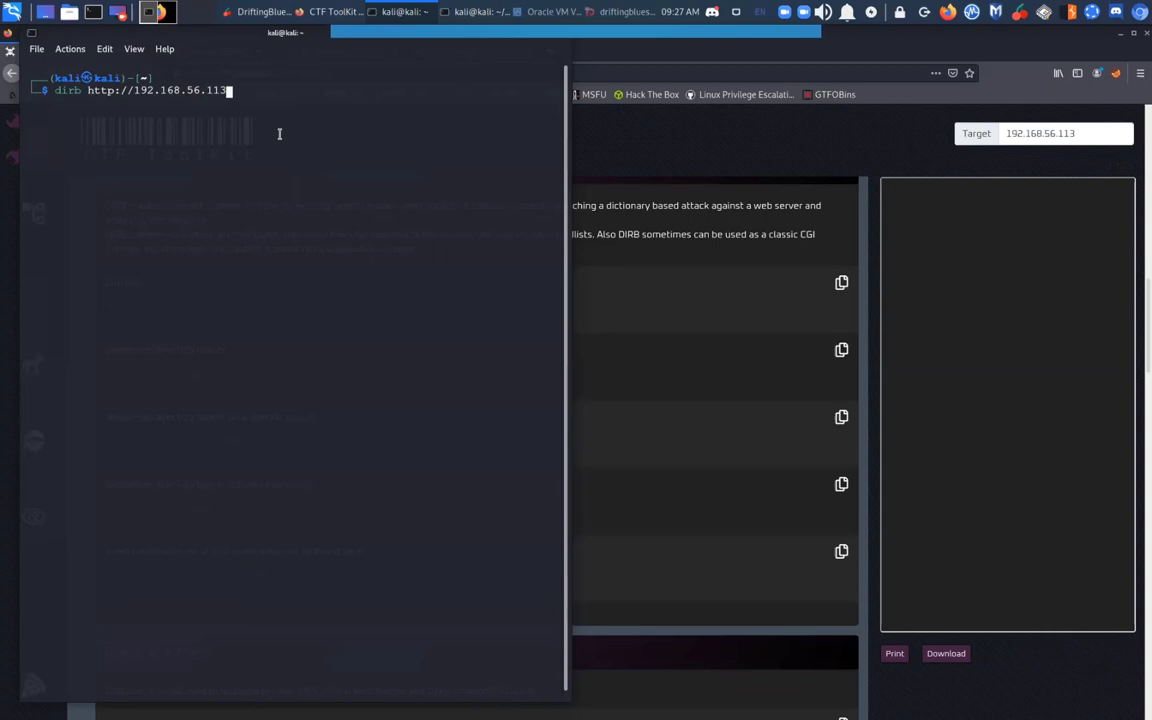 DriftingBlue...
CTF ToolKit ...
kali@kali: ~
kali@kali: ~/...
Oracle VM V...
driftingblues...
09:27 AM
EN
kali@kali: ~
File Actions Edit View Help
(kali㉿kali)-[~]
$ dirb http://192.168.56.113
MSFU
Hack The Box
Linux Privilege Escalati...
GTFOBins
CTF ToolKit
Target
192.168.56.113
ching a dictionary based attack against a web server and
llists. Also DIRB sometimes can be used as a classic CGI
Print
Download